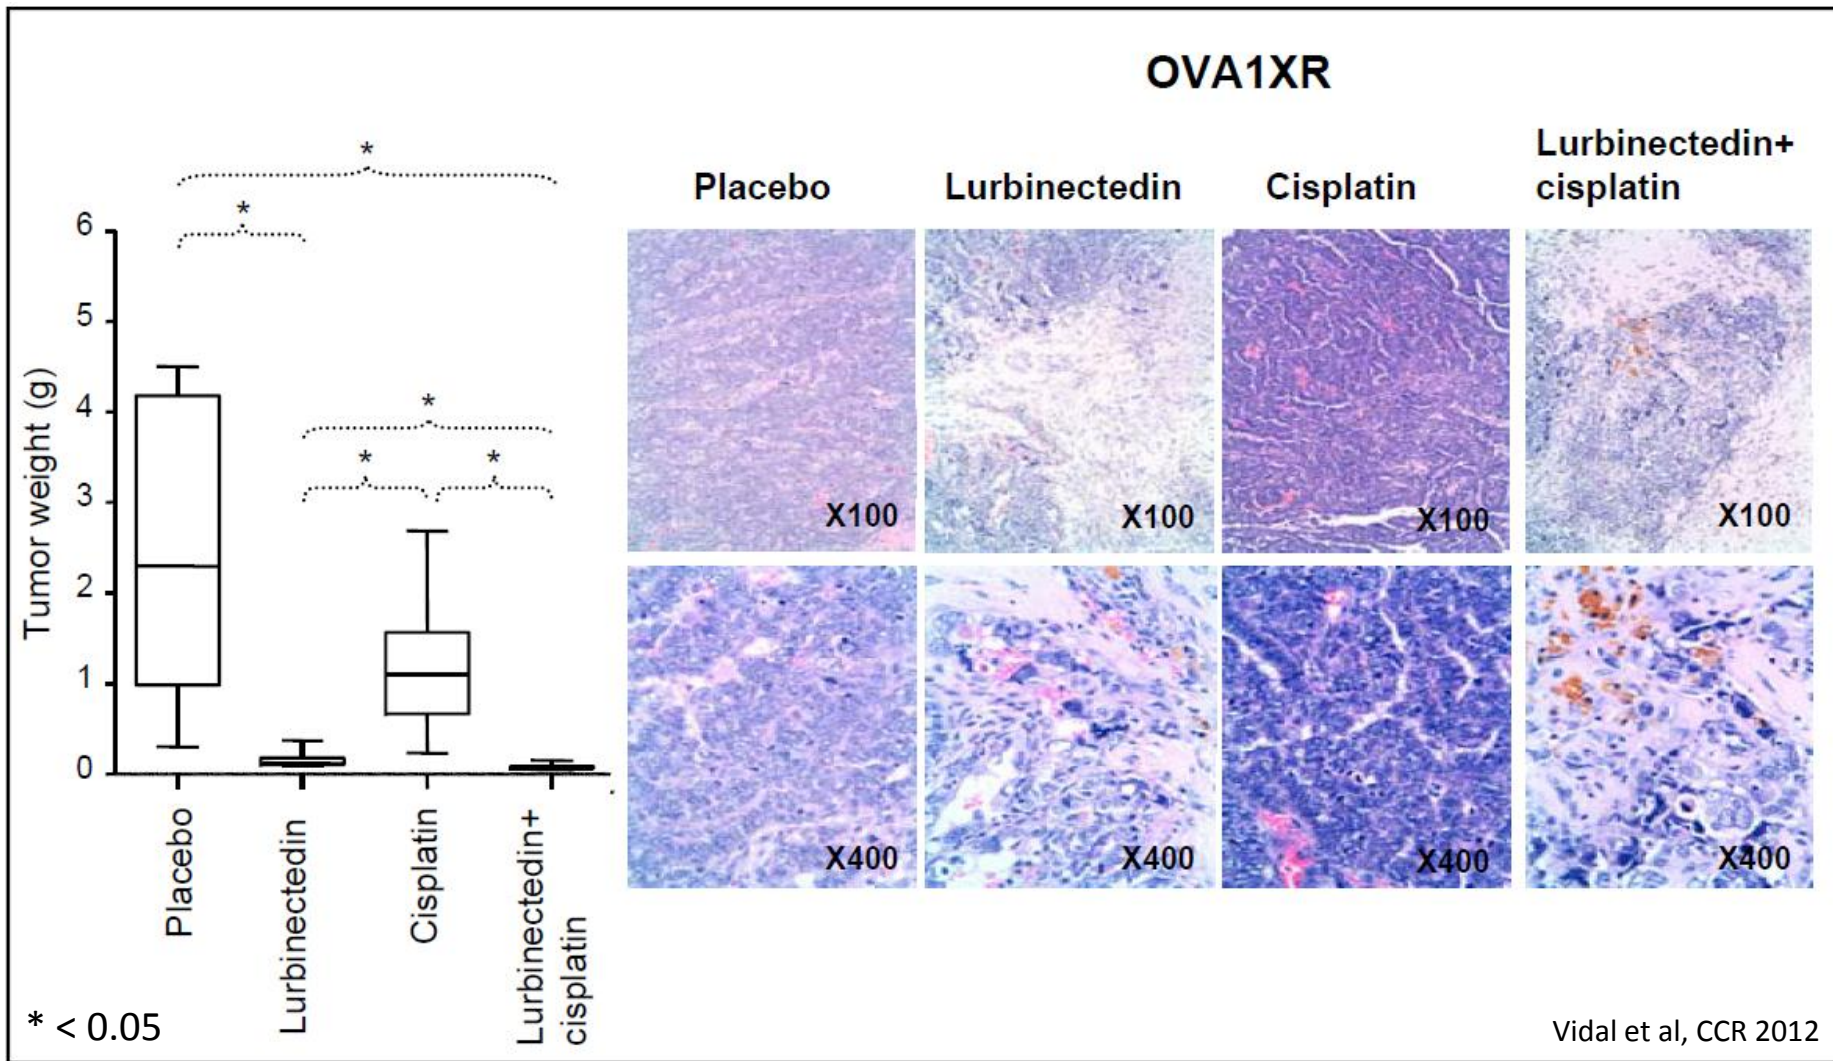 OVA1XR
Placebo
Lurbinectedin
Cisplatin
Lurbinectedin+
cisplatin
*
*
*
*
*
6
5
4
3
2
1
0
Tumor weight (g)
X100
X100
X100
X100
X400
X400
X400
X400
Placebo
Lurbinectedin
Cisplatin
Lurbinectedin+
cisplatin
* < 0.05
Vidal et al, CCR 2012